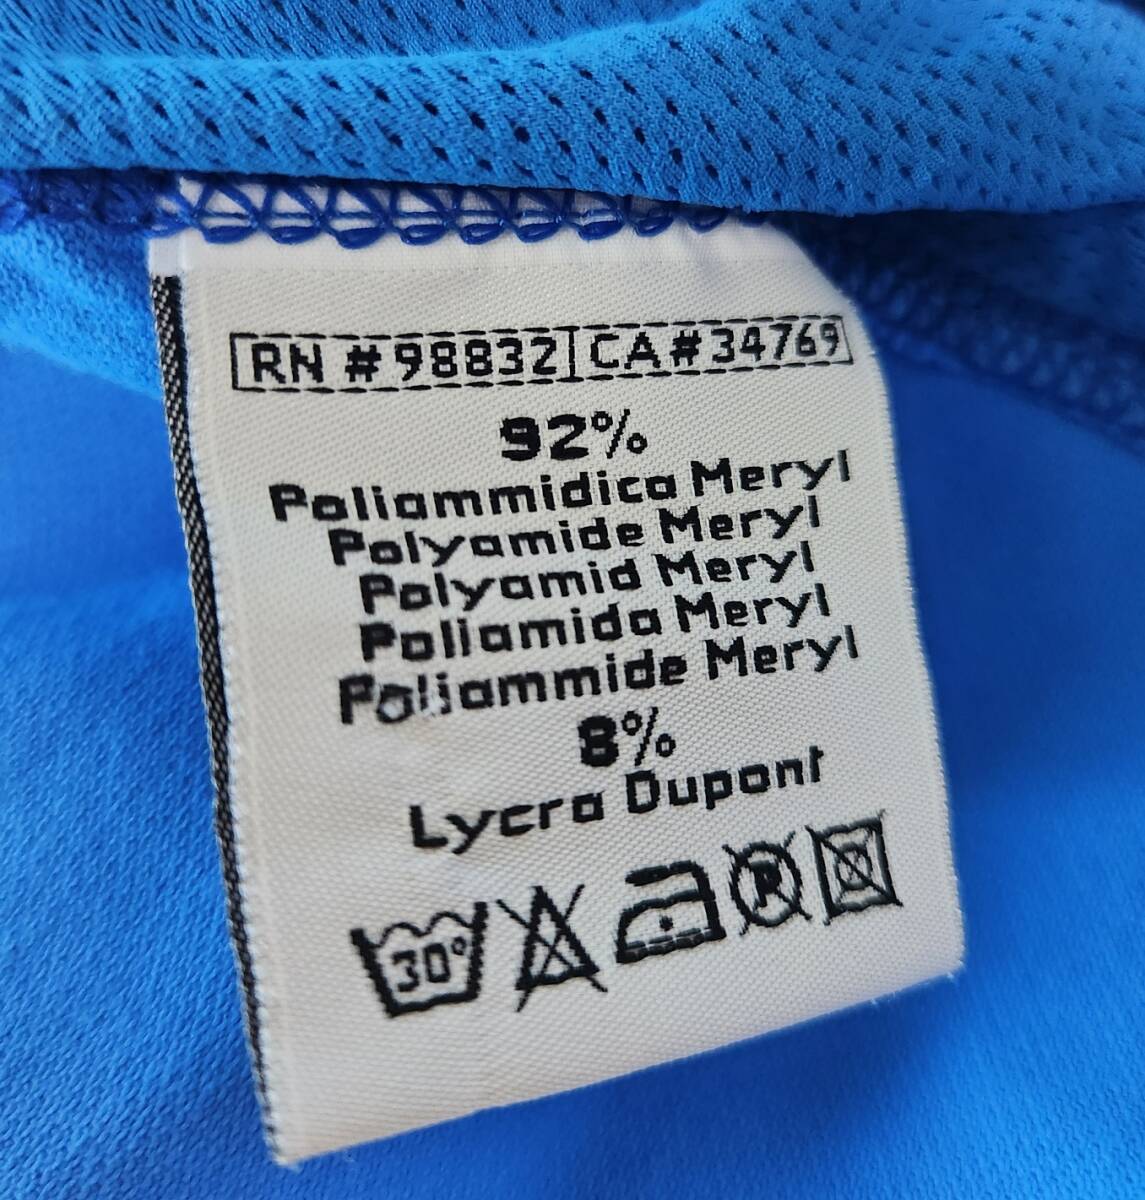 RN # 98832 CA# 34769
92%
Poliammidica Meryl
Polyamide Meryl
Polyamid Meryl
Poliamida Meryl
Poliammide Meryl
8%
Lycra Dupont
30° P